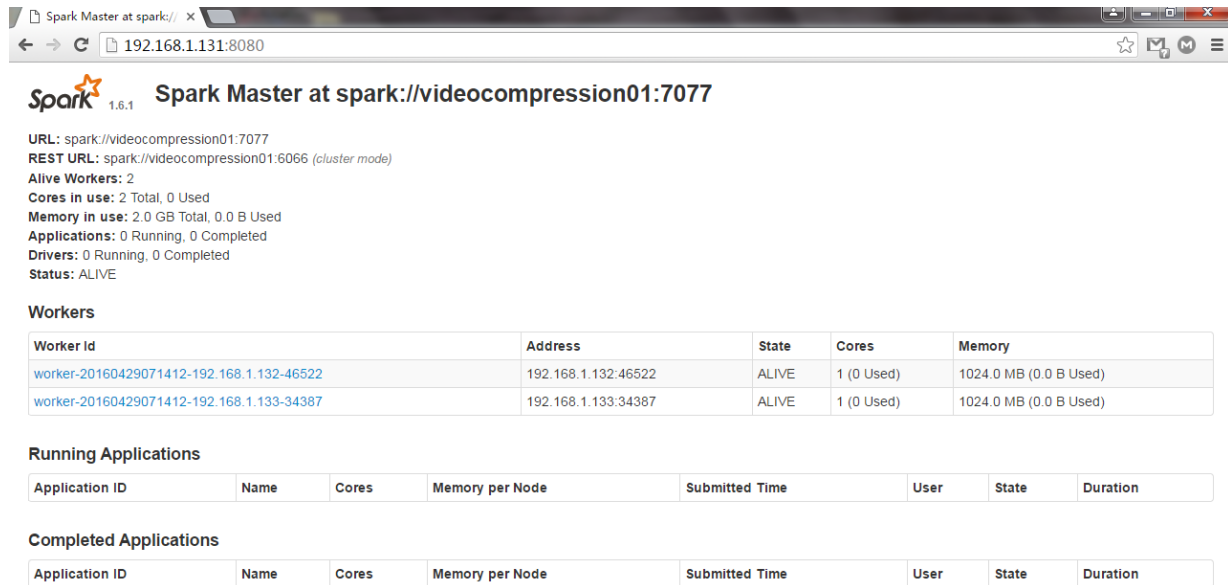 Spark Master at spark://
192.168.1.131:8080
Spark 1.6.1 Spark Master at spark://videocompression01:7077
URL: spark://videocompression01:7077
REST URL: spark://videocompression01:6066 (cluster mode)
Alive Workers: 2
Cores in use: 2 Total, 0 Used
Memory in use: 2.0 GB Total, 0.0 B Used
Applications: 0 Running, 0 Completed
Drivers: 0 Running, 0 Completed
Status: ALIVE
Workers
Worker Id Address State Cores Memory
worker-20160429071412-192.168.1.132-46522 192.168.1.132:46522 ALIVE 1 (0 Used) 1024.0 MB (0.0 B Used)
worker-20160429071412-192.168.1.133-34387 192.168.1.133:34387 ALIVE 1 (0 Used) 1024.0 MB (0.0 B Used)
Running Applications
Application ID Name Cores Memory per Node Submitted Time User State Duration
Completed Applications
Application ID Name Cores Memory per Node Submitted Time User State Duration